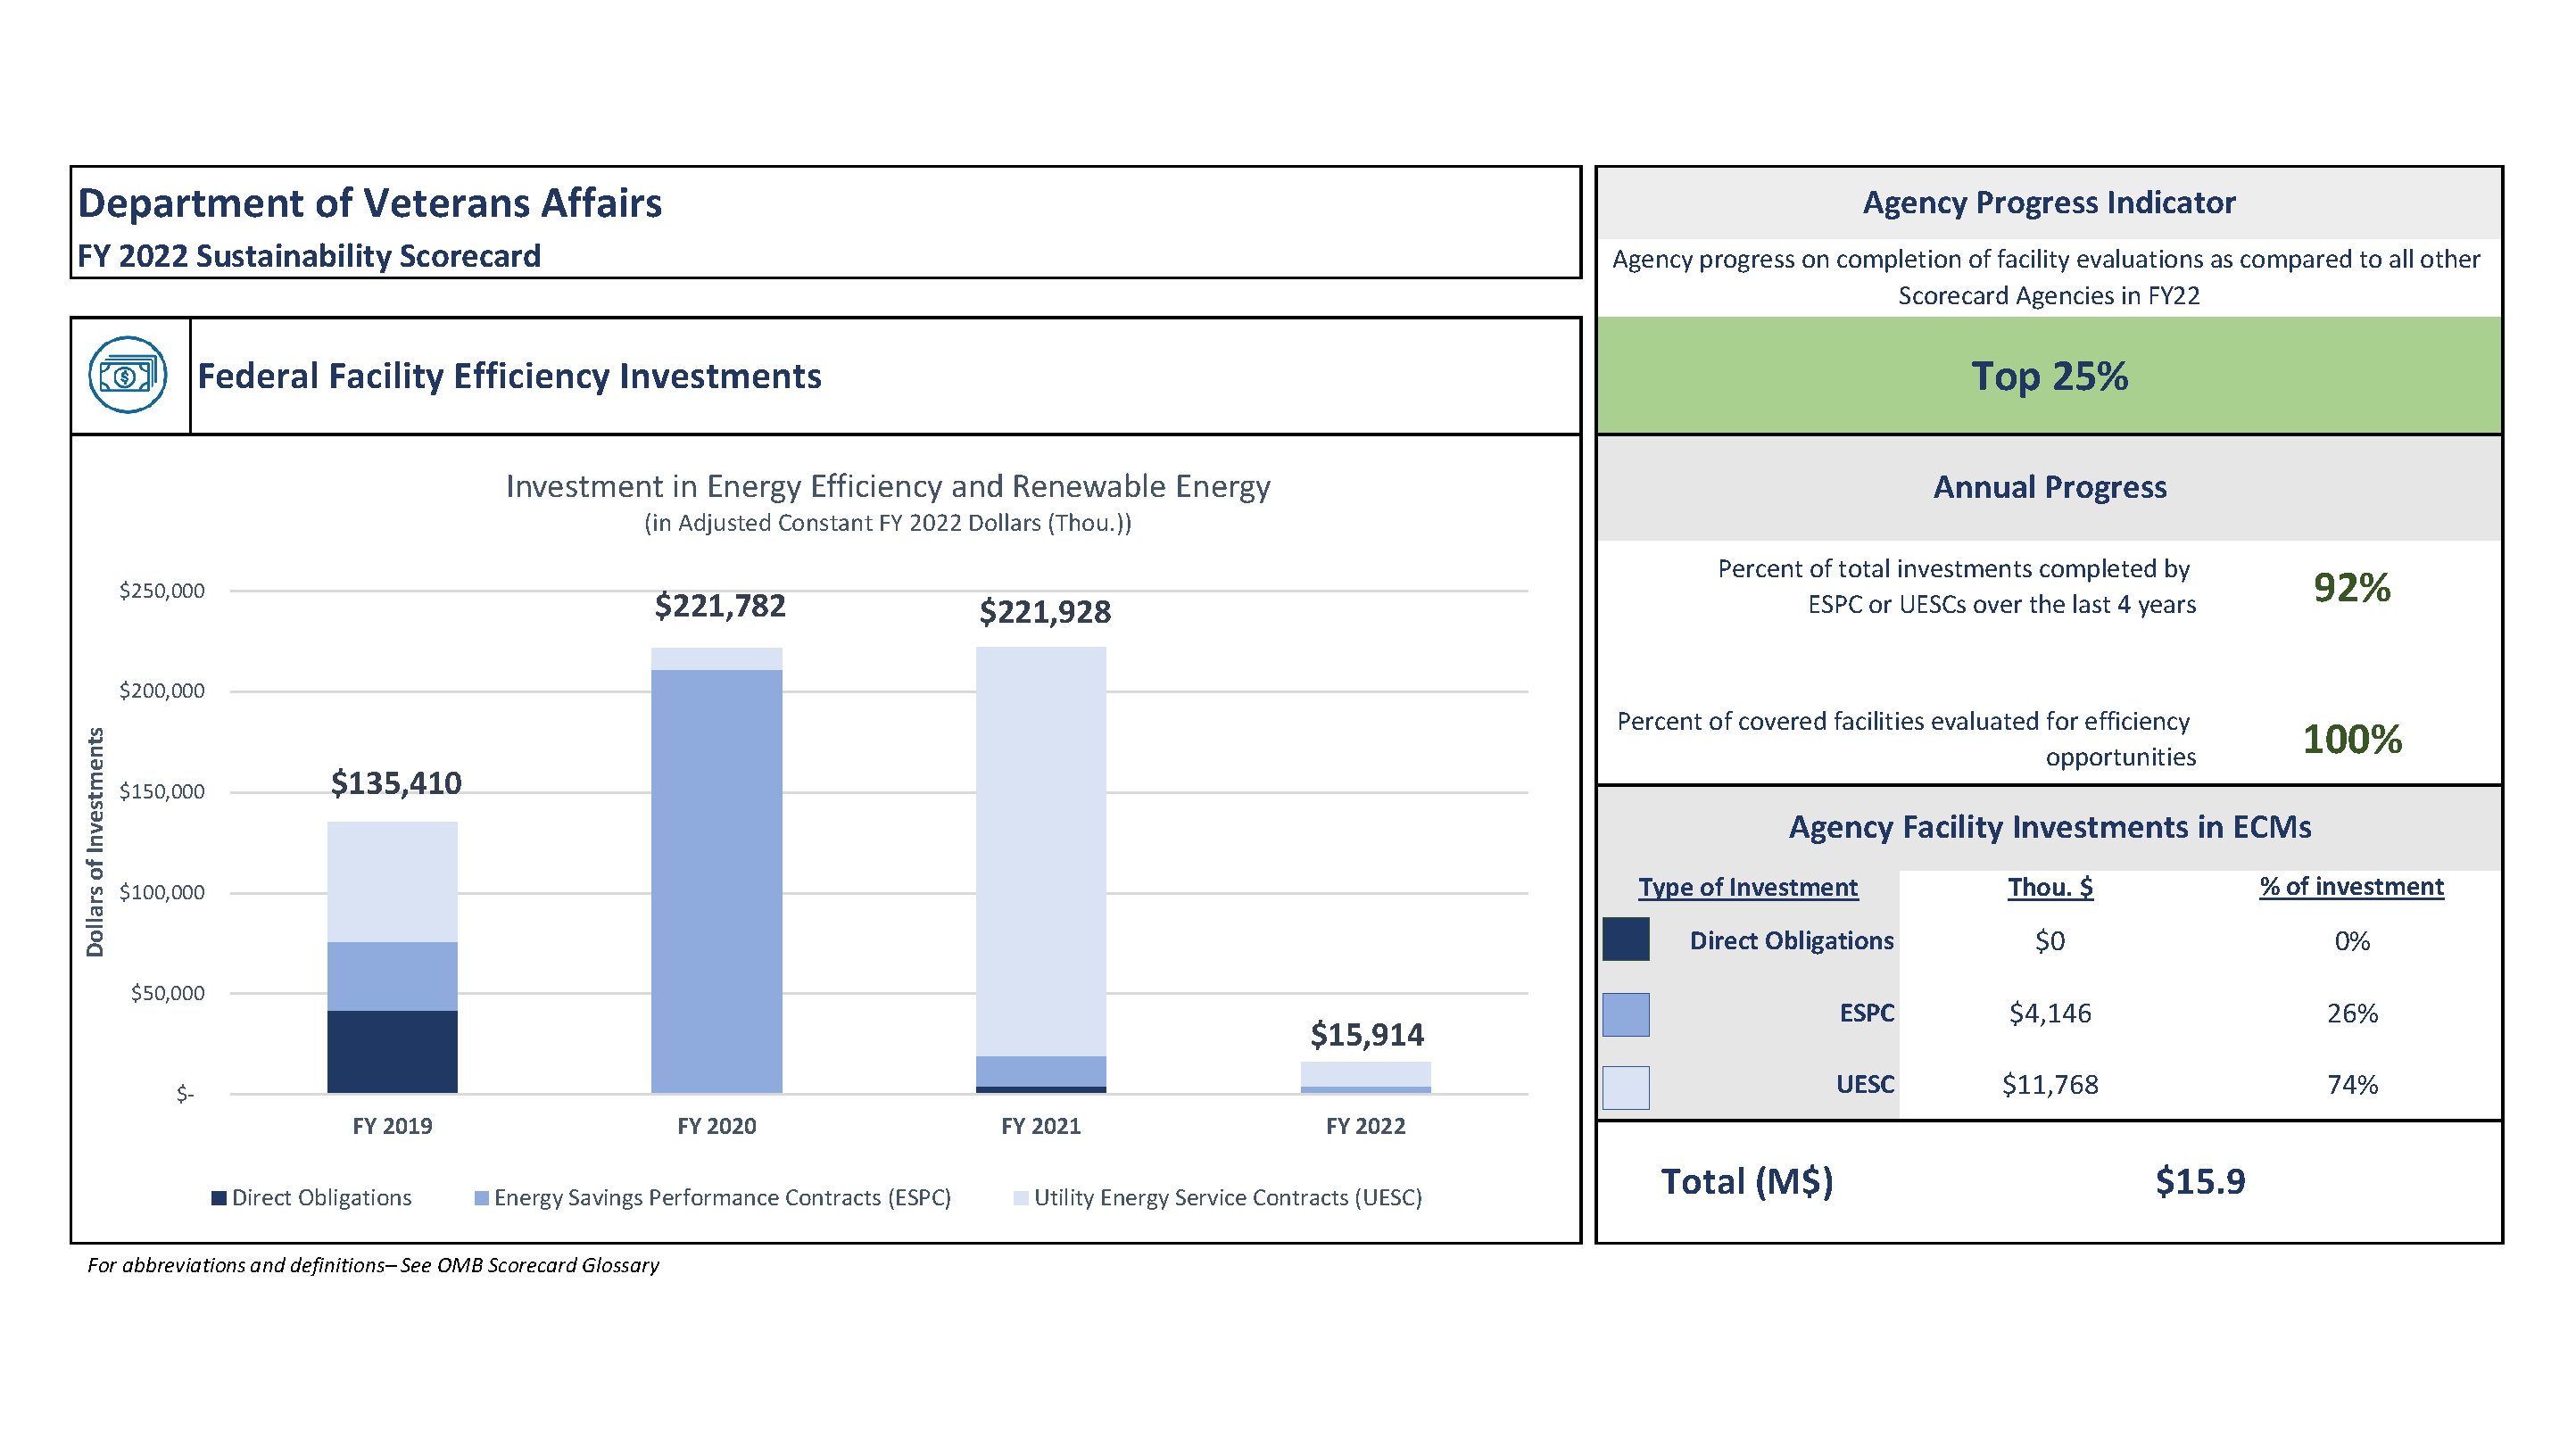 Department of Veterans Affairs
FY 2022 Sustainability Scorecard
Federal Facility Efficiency Investments
Investment in Energy Efficiency and Renewable Energy
(in Adjusted Constant FY 2022 Dollars (Thou.))
Dollars of Investments
$250,000
$200,000
$150,000
$100,000
$50,000
$-
$135,410
$221,782
$221,928
$15,914
FY 2019
FY 2020
FY 2021
FY 2022
Direct Obligations
Energy Savings Performance Contracts (ESPC)
Utility Energy Service Contracts (UESC)
For abbreviations and definitions– See OMB Scorecard Glossary
Agency Progress Indicator
Agency progress on completion of facility evaluations as compared to all other
Scorecard Agencies in FY22
Top 25%
Annual Progress
Percent of total investments completed by
ESPC or UESCs over the last 4 years
92%
Percent of covered facilities evaluated for efficiency
opportunities
100%
Agency Facility Investments in ECMs
Type of Investment Thou. $ % of investment
Direct Obligations $0 0%
ESPC $4,146 26%
UESC $11,768 74%
Total (M$) $15.9